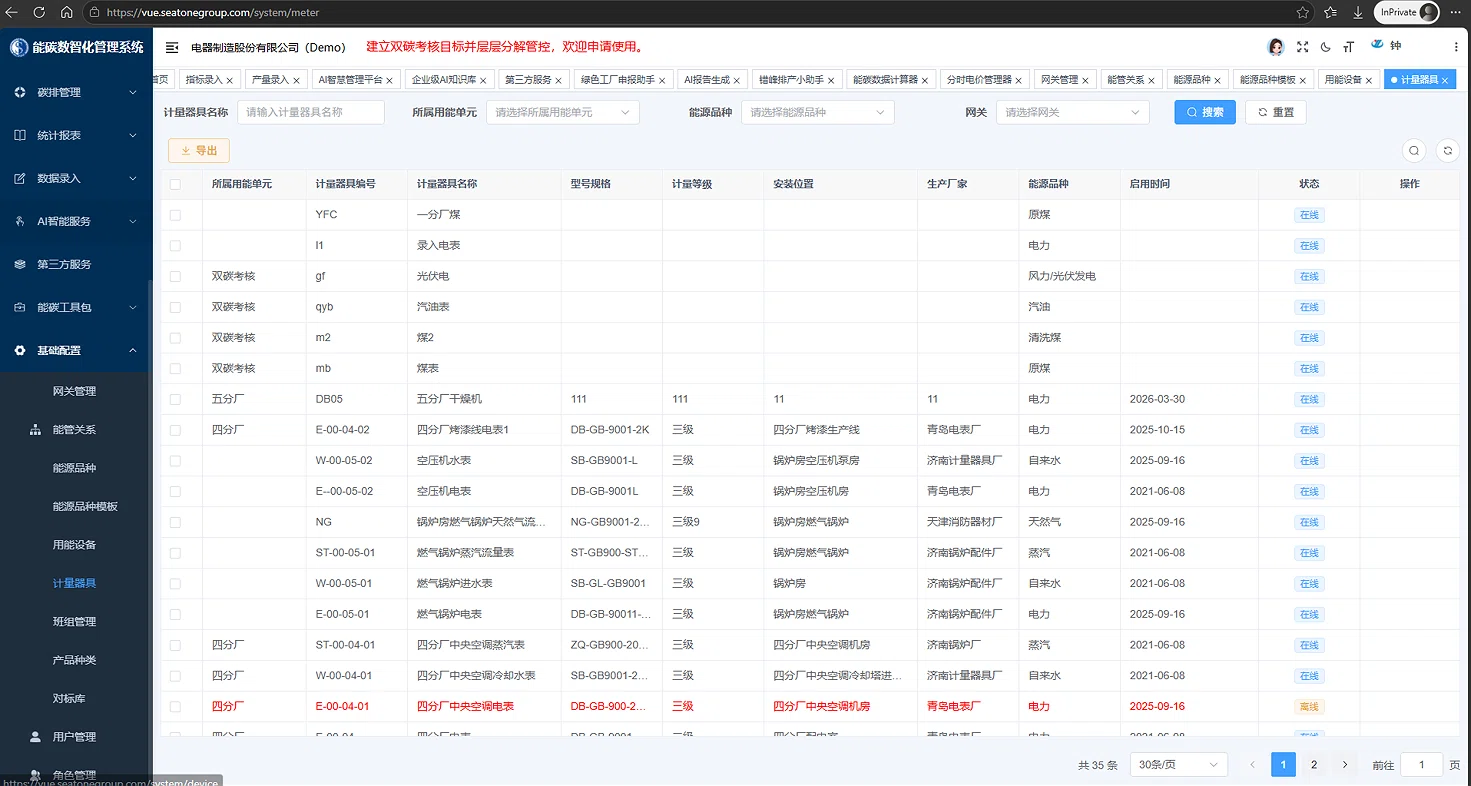 https://vue.seatonegroup.com/system/meter
InPrivate
能碳数智化管理系统
电器制造股份有限公司（Demo）
建立双碳考核目标并层层分解管控，欢迎申请使用。
钟
首页
指标录入
产量录入
AI智慧管理平台
企业级AI知识库
第三方服务
绿色工厂申报助手
AI报告生成
错峰排产小助手
能碳数据计算器
分时电价管理器
网关管理
能管关系
能源品种
能源品种模板
用能设备
计量器具
碳排管理
统计报表
数据录入
AI智能服务
第三方服务
能碳工具包
基础配置
网关管理
能管关系
能源品种
能源品种模板
用能设备
计量器具
班组管理
产品种类
对标库
用户管理
角色管理
https://vue.seatonegroup.com/system/device
计量器具名称 请输入计量器具名称 所属用能单元 请选择所属用能单元 能源品种 请选择能源品种 网关 请选择网关 搜索 重置
导出
所属用能单元 计量器具编号 计量器具名称 型号规格 计量等级 安装位置 生产厂家 能源品种 启用时间 状态 操作
YFC 一分厂煤 原煤 在线
l1 录入电表 电力 在线
双碳考核 gf 光伏电 风力/光伏发电 在线
双碳考核 qyb 汽油表 汽油 在线
双碳考核 m2 煤2 清洗煤 在线
双碳考核 mb 煤表 原煤 在线
五分厂 DB05 五分厂干燥机 111 111 11 11 电力 2026-03-30 在线
四分厂 E-00-04-02 四分厂烤漆线电表1 DB-GB-9001-2K 三级 四分厂烤漆生产线 青岛电表厂 电力 2025-10-15 在线
W-00-05-02 空压机水表 SB-GB9001-L 三级 锅炉房空压机泵房 济南计量器具厂 自来水 2025-09-16 在线
E--00-05-02 空压机电表 DB-GB-9001L 三级 锅炉房空压机房 青岛电表厂 电力 2021-06-08 在线
NG 锅炉房燃气锅炉天然气流... NG-GB9001-2... 三级9 锅炉房燃气锅炉 天津消防器材厂 天然气 2025-09-16 在线
ST-00-05-01 燃气锅炉蒸汽流量表 ST-GB900-ST... 三级 锅炉房燃气锅炉 济南锅炉配件厂 蒸汽 2021-06-08 在线
W-00-05-01 燃气锅炉进水表 SB-GL-GB9001 三级 锅炉房 济南锅炉配件厂 自来水 2021-06-08 在线
E-00-05-01 燃气锅炉电表 DB-GB-90011-... 三级 锅炉房燃气锅炉 济南锅炉配件厂 电力 2025-09-16 在线
四分厂 ST-00-04-01 四分厂中央空调蒸汽表 ZQ-GB900-20... 三级 四分厂中央空调机房 济南锅炉厂 蒸汽 2021-06-08 在线
四分厂 W-00-04-01 四分厂中央空调冷却水表 SB-GB9001-2... 三级 四分厂中央空调冷却塔进... 济南计量器具厂 自来水 2021-06-08 在线
四分厂 E-00-04-01 四分厂中央空调电表 DB-GB-900-2... 三级 四分厂中央空调机房 青岛电表厂 电力 2025-09-16 离线
四分厂 E-00-04 四分厂电表 DB-GB-9001 三级 四分厂配电室 青岛电表厂 电力 2021-06-08 在线
共 35 条 30条/页 1 2 前往 1 页